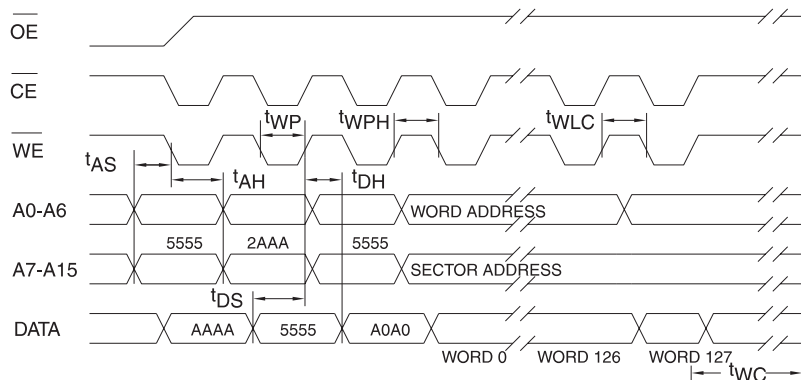 OE
CE
tWP tWPH tWLC
WE
tAS
tAH tDH
A0-A6 WORD ADDRESS
5555 2AAA 5555
A7-A15 SECTOR ADDRESS
tDS
DATA AAAA 5555 A0A0
WORD 0 WORD 126 WORD 127
tWC